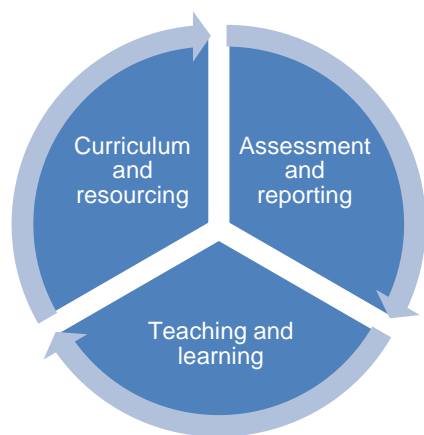 Curriculum
and
resourcing
Assessment
and
reporting
Teaching and
learning